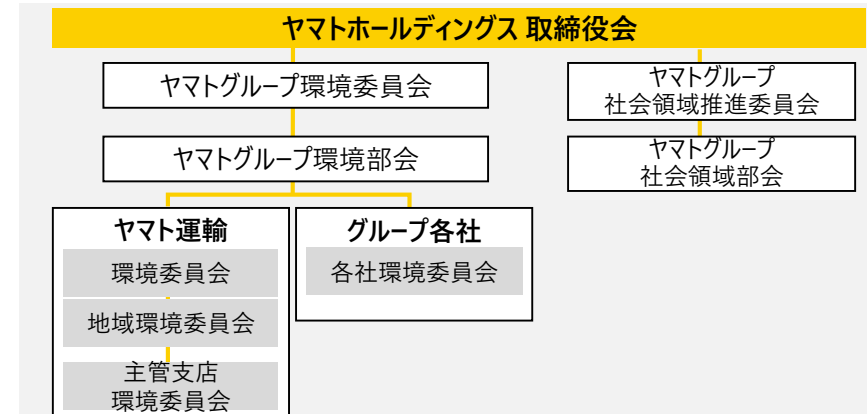 ヤマトホールディングス 取締役会
ヤマトグループ環境委員会
ヤマトグループ環境部会
ヤマト運輸
環境委員会
地域環境委員会
主管支店
環境委員会
グループ各社
各社環境委員会
ヤマトグループ
社会領域推進委員会
ヤマトグループ
社会領域部会